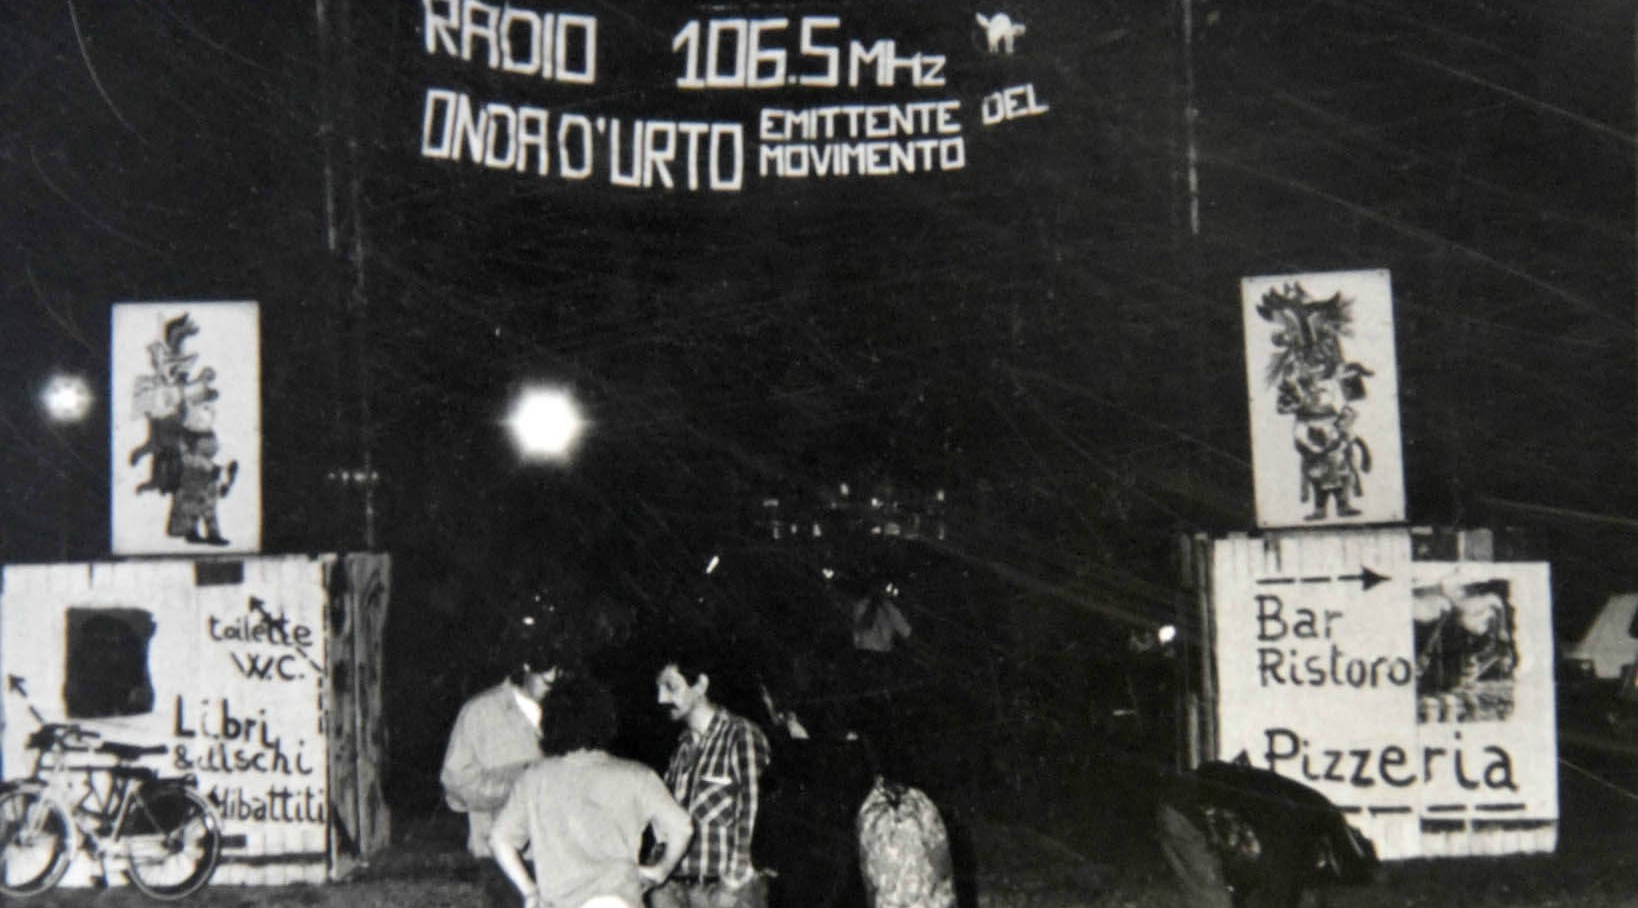 RADIO 106.5 MHz
ONDA D'URTO EMITTENTE DEL
MOVIMENTO
toilette
W.C.
Libri
& dischi
dibattiti
Bar
Ristoro
Pizzeria